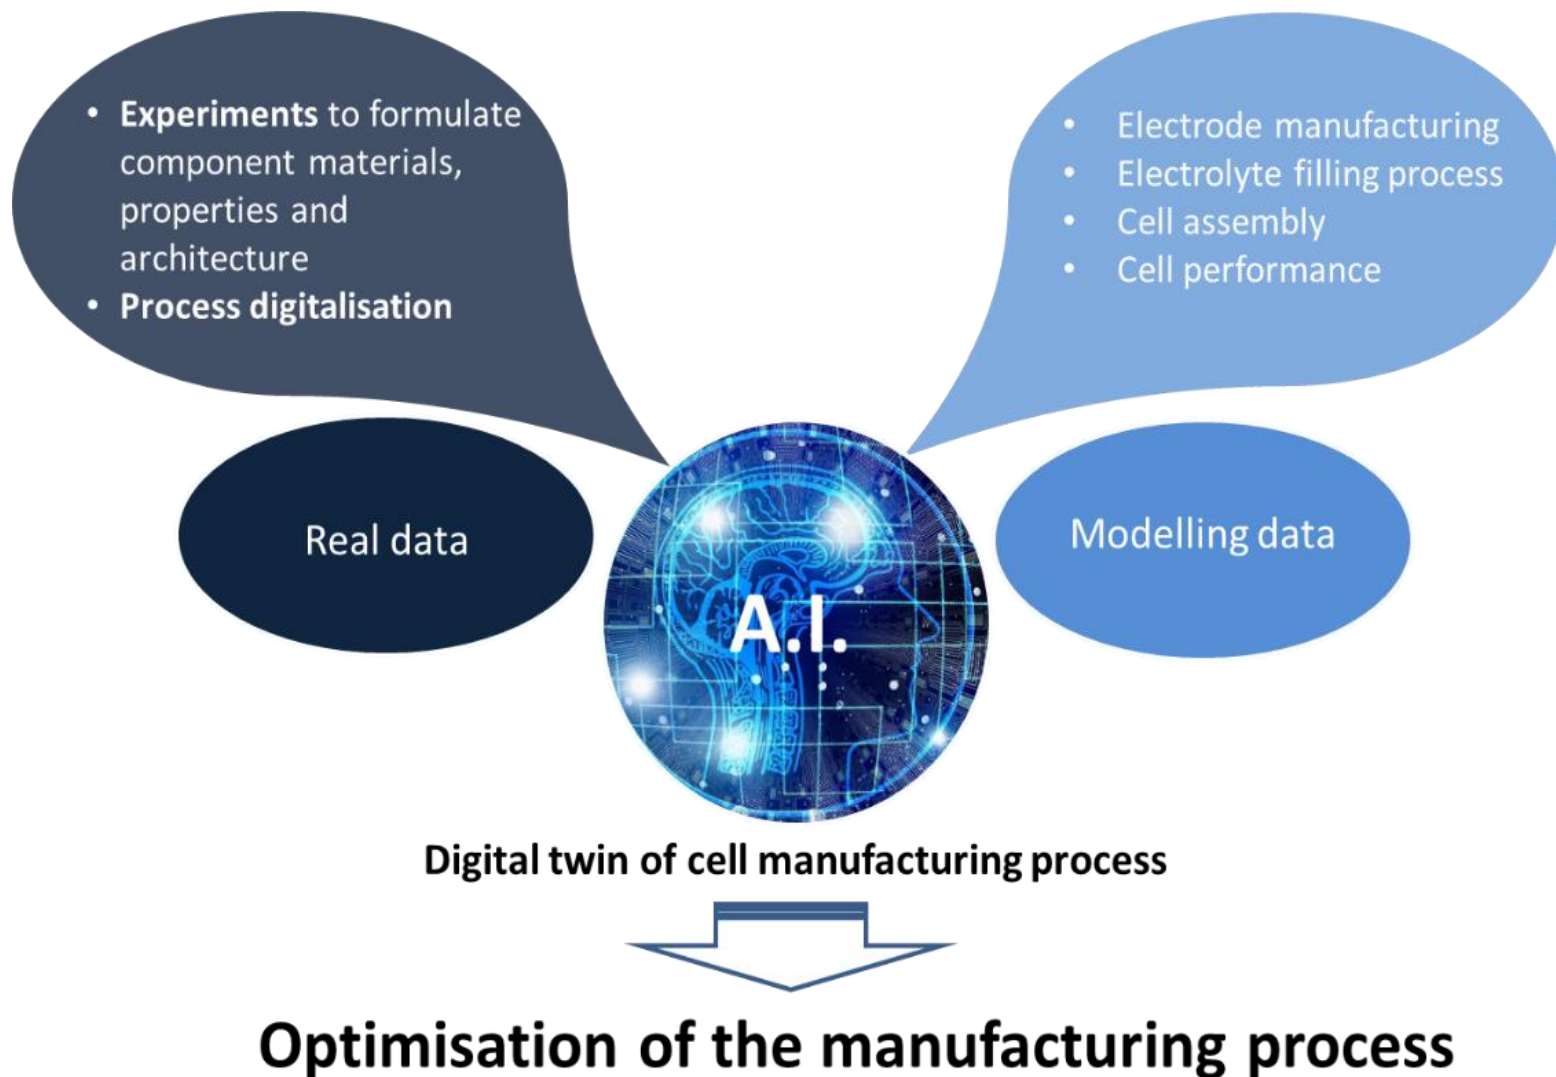 • Experiments to formulate
component materials,
properties and
architecture
• Process digitalisation
• Electrode manufacturing
• Electrolyte filling process
• Cell assembly
• Cell performance
Real data
A.I.
Modelling data
Digital twin of cell manufacturing process
Optimisation of the manufacturing process